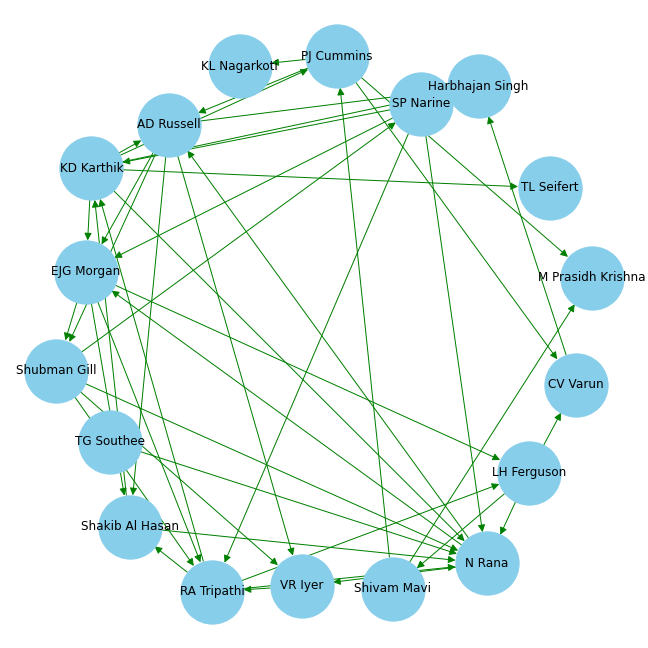 PJ Cummins
KL Nagarkoti
Harbhajan Singh
SP Narine
AD Russell
KD Karthik
TL Seifert
EJG Morgan
M Prasidh Krishna
Shubman Gill
CV Varun
TG Southee
LH Ferguson
Shakib Al Hasan
N Rana
VR Iyer
Shivam Mavi
RA Tripathi